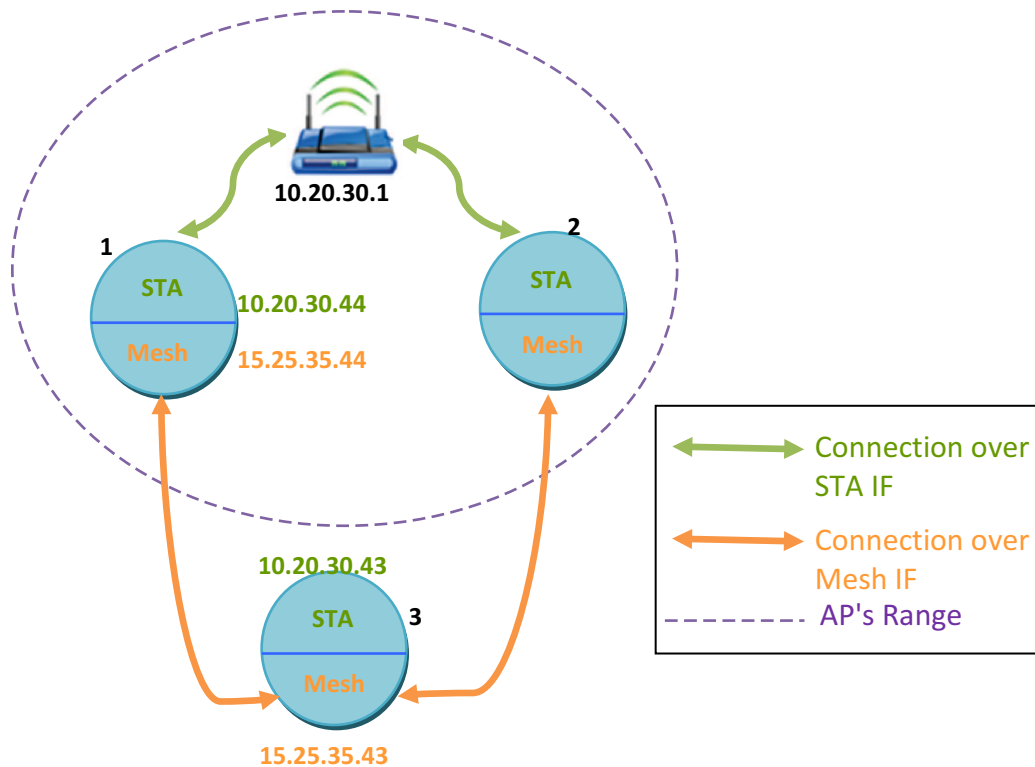 10.20.30.1
1
STA
10.20.30.44
Mesh
15.25.35.44
2
STA
Mesh
10.20.30.43
STA
3
Mesh
15.25.35.43
Connection over
STA IF
Connection over
Mesh IF
AP's Range